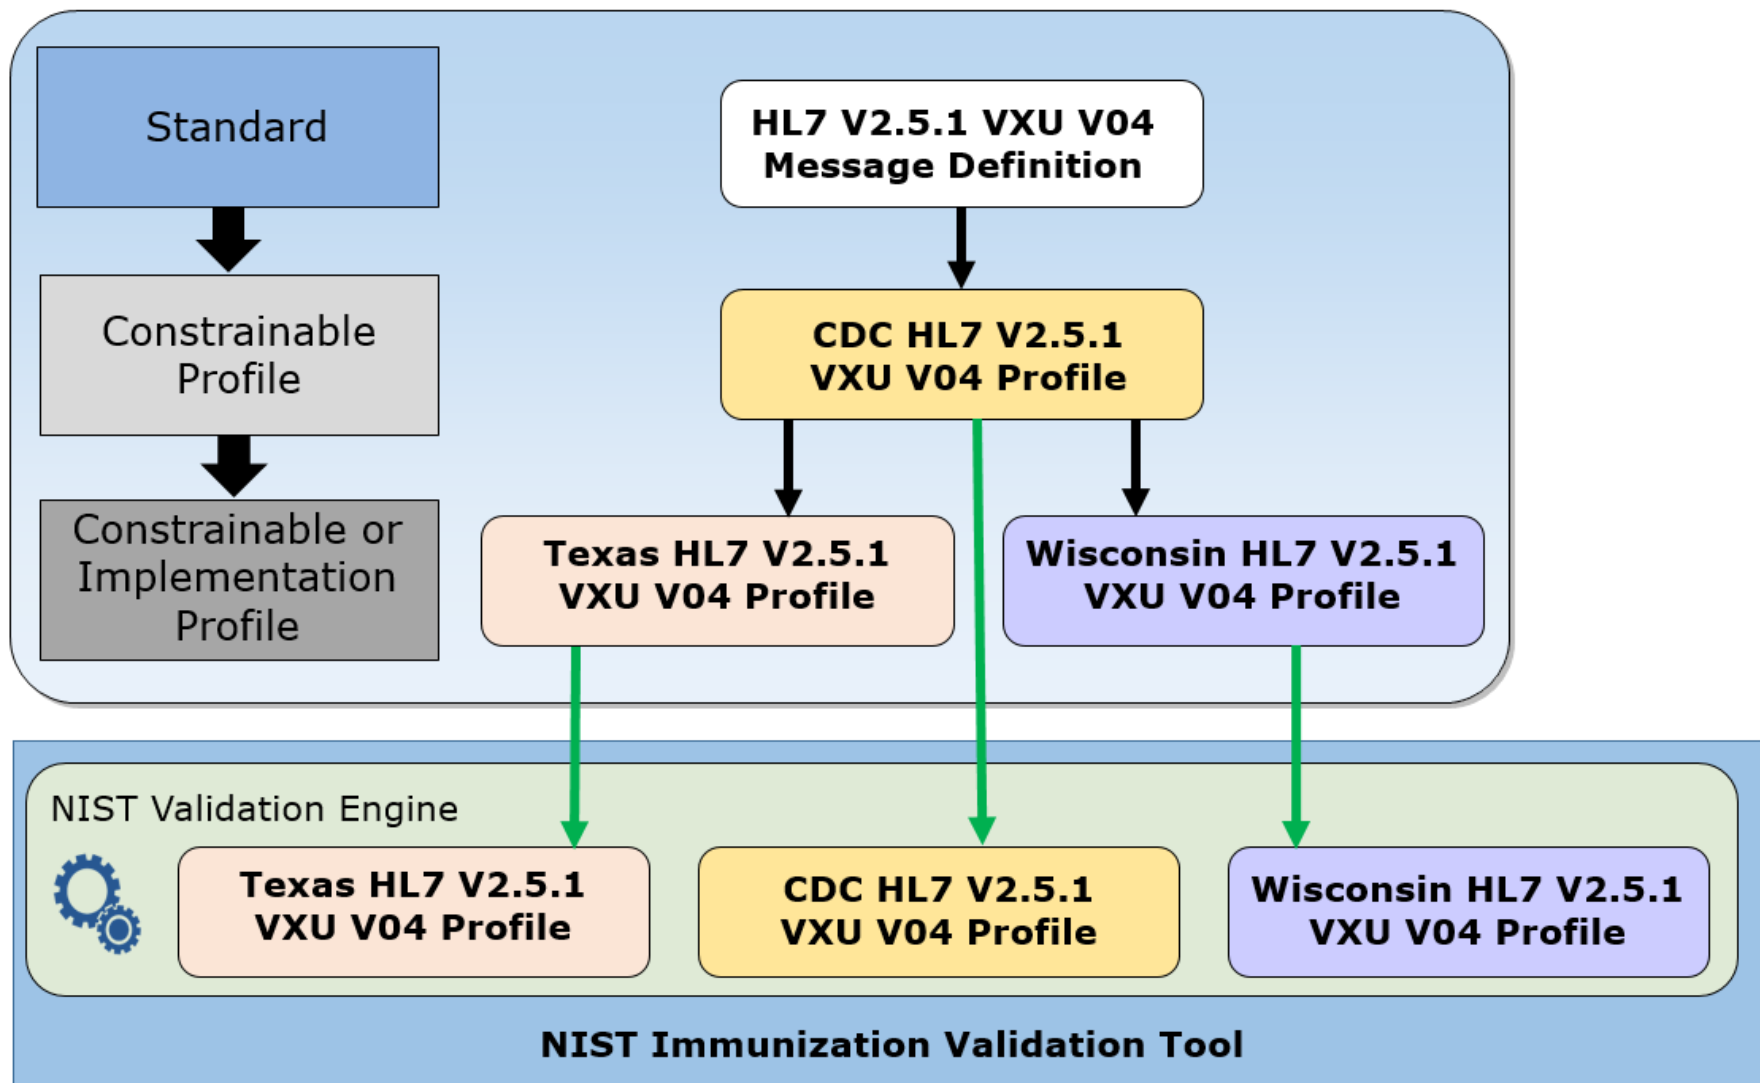 Standard
HL7 V2.5.1 VXU V04
Message Definition
Constrainable
Profile
CDC HL7 V2.5.1
VXU V04 Profile
Constrainable or
Implementation
Profile
Texas HL7 V2.5.1
VXU V04 Profile
Wisconsin HL7 V2.5.1
VXU V04 Profile
NIST Validation Engine
Texas HL7 V2.5.1
VXU V04 Profile
CDC HL7 V2.5.1
VXU V04 Profile
Wisconsin HL7 V2.5.1
VXU V04 Profile
NIST Immunization Validation Tool